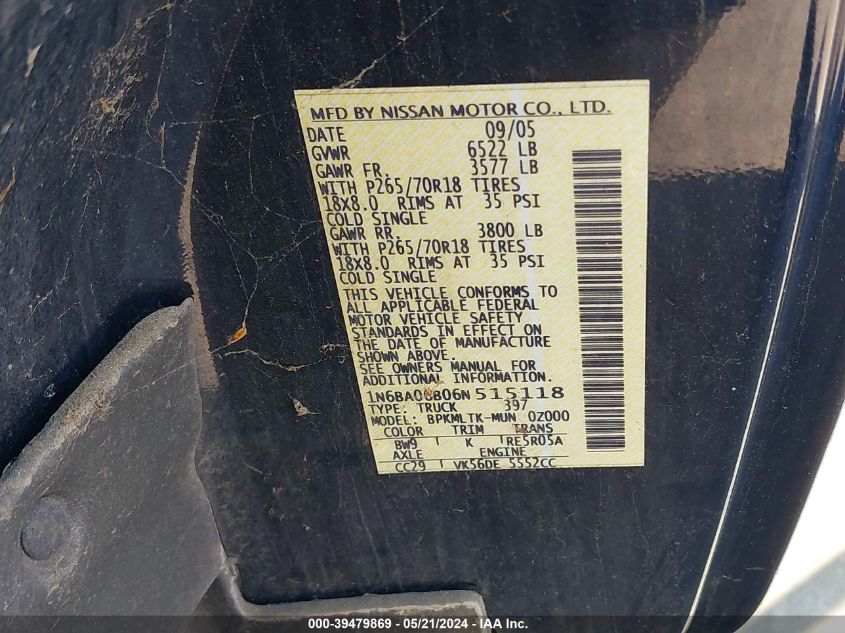 MFD BY NISSAN MOTOR CO., LTD.
DATE 09/05
GVWR 6522 LB
GAWR FR. 3577 LB
WITH P265/70R18 TIRES
18X8.0 RIMS AT 35 PSI
COLD SINGLE
GAWR RR. 3800 LB
WITH P265/70R18 TIRES
18X8.0 RIMS AT 35 PSI
COLD SINGLE
THIS VEHICLE CONFORMS TO
ALL APPLICABLE FEDERAL
MOTOR VEHICLE SAFETY
STANDARDS IN EFFECT ON
THE DATE OF MANUFACTURE
SHOWN ABOVE.
SEE OWNERS MANUAL FOR
ADDITIONAL INFORMATION.
1N6BA06B06N515118
TYPE: TRUCK 397
MODEL: BPKMLTK-MUN 0Z000
COLOR TRIM TRANS
BW9 K RE5R05A
AXLE ENGINE
CC29 VK56DE 5552CC
000-39479869 - 05/21/2024 - IAA Inc.